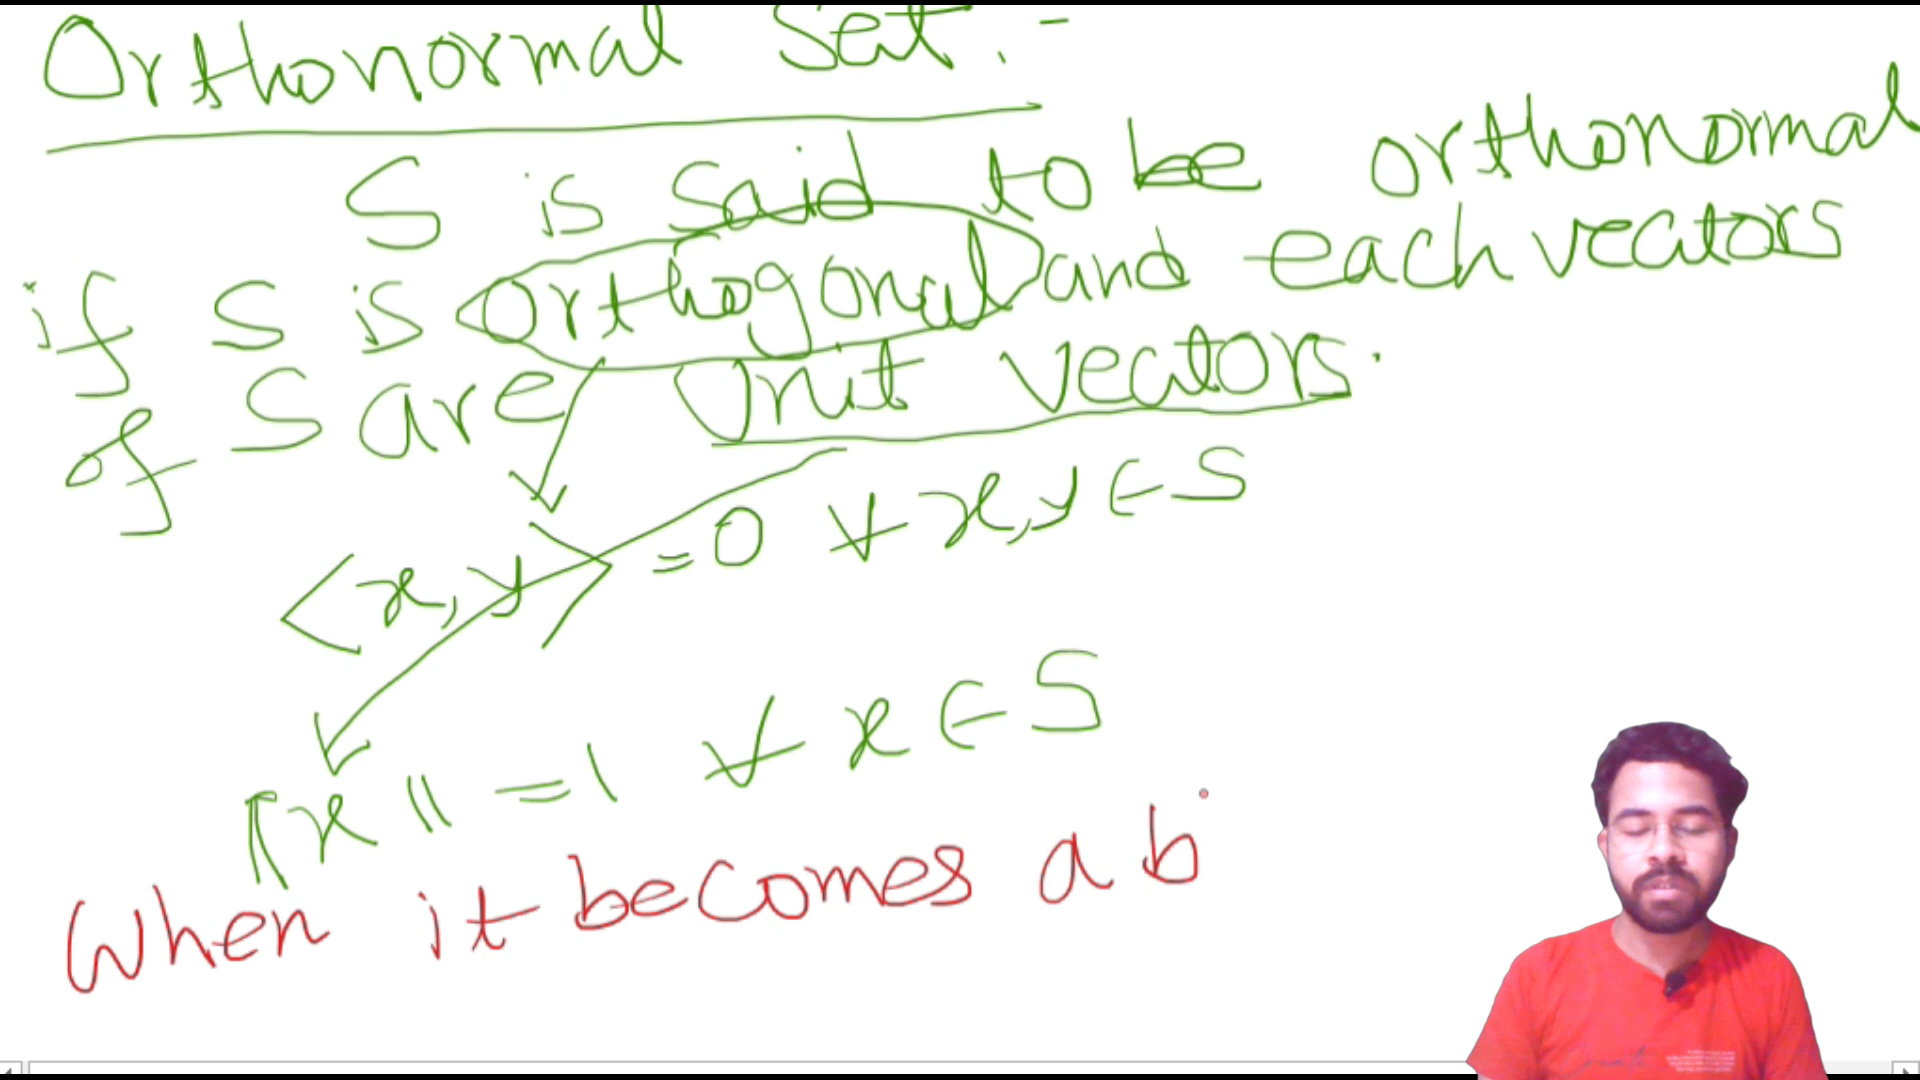 Orthonormal Set :-
S is said to be orthonormal
if S is orthogonal and each vectors
of S are Unit vectors.
<x, y> = 0 ∀ x, y ∈ S
||x|| = 1 ∀ x ∈ S
When it becomes a b